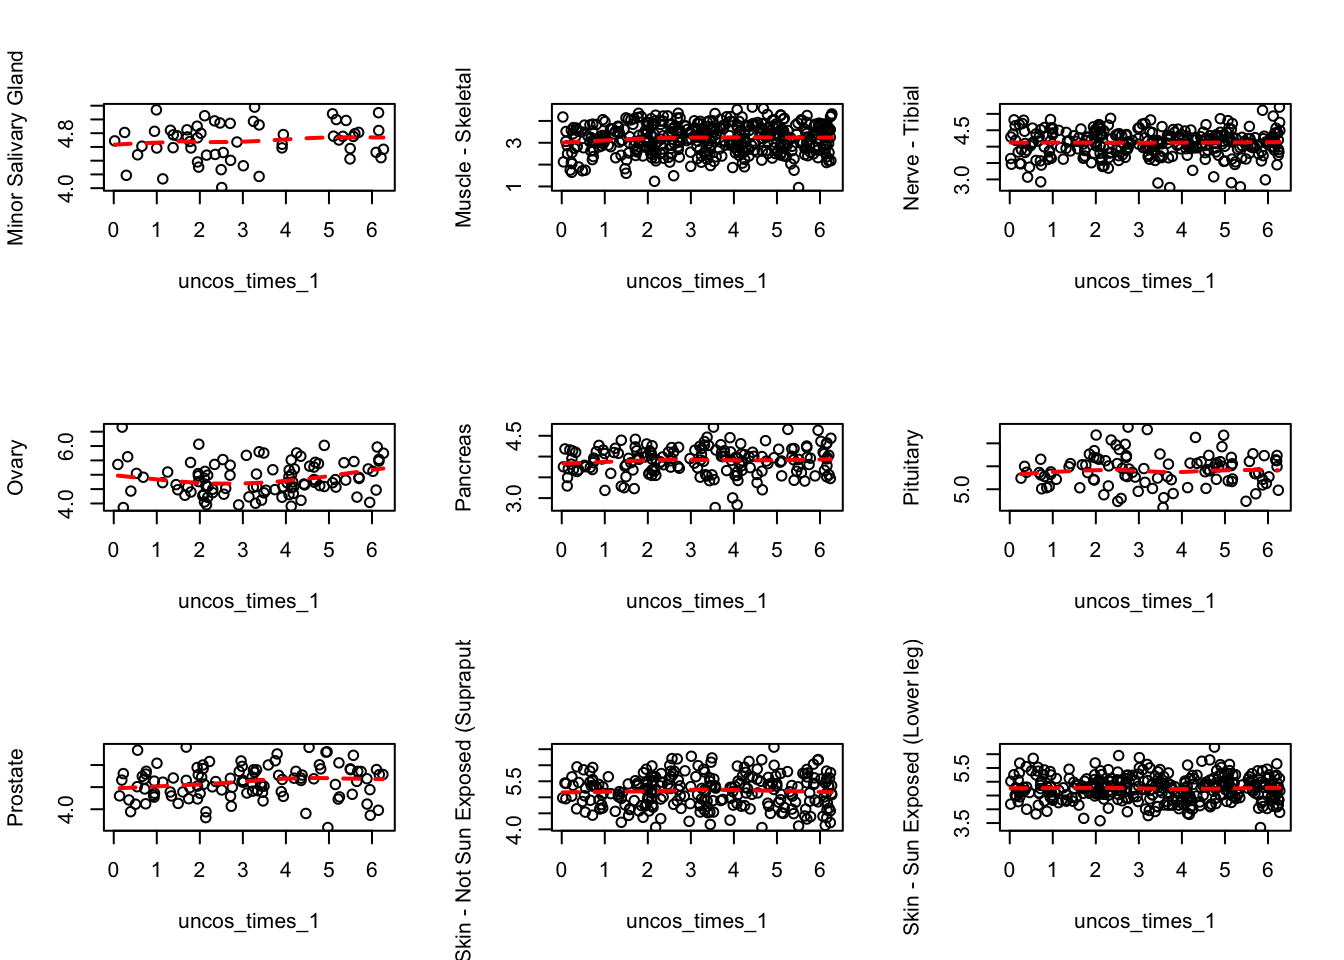 Minor Salivary Gland
4.0 4.8
0 1 2 3 4 5 6
uncos_times_1
Muscle - Skeletal
1 3
0 1 2 3 4 5 6
uncos_times_1
Nerve - Tibial
3.0 4.5
0 1 2 3 4 5 6
uncos_times_1
Ovary
4.0 6.0
0 1 2 3 4 5 6
uncos_times_1
Pancreas
3.0 4.5
0 1 2 3 4 5 6
uncos_times_1
Pituitary
5.0
0 1 2 3 4 5 6
uncos_times_1
Prostate
4.0
0 1 2 3 4 5 6
uncos_times_1
Skin - Not Sun Exposed (Suprapub
4.0 5.5
0 1 2 3 4 5 6
uncos_times_1
Skin - Sun Exposed (Lower leg)
3.5 5.5
0 1 2 3 4 5 6
uncos_times_1